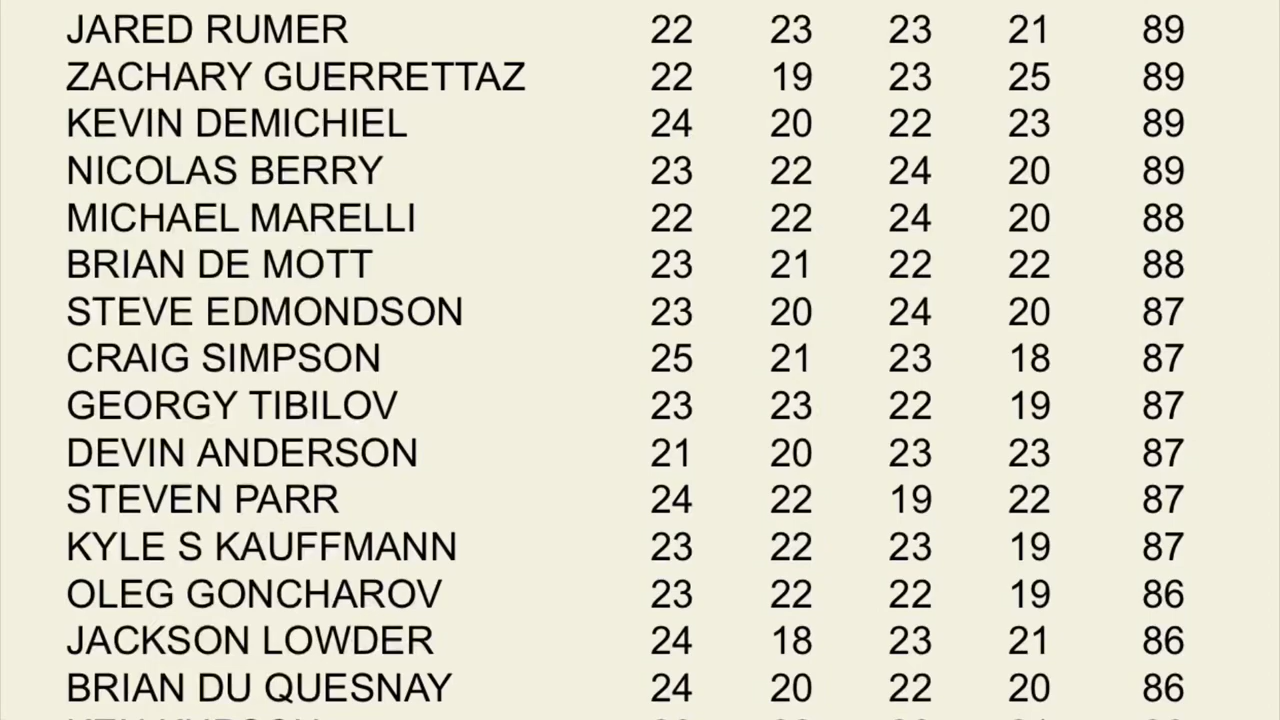 JARED RUMER 22 23 23 21 89
ZACHARY GUERRETTAZ 22 19 23 25 89
KEVIN DEMICHIEL 24 20 22 23 89
NICOLAS BERRY 23 22 24 20 89
MICHAEL MARELLI 22 22 24 20 88
BRIAN DE MOTT 23 21 22 22 88
STEVE EDMONDSON 23 20 24 20 87
CRAIG SIMPSON 25 21 23 18 87
GEORGY TIBILOV 23 23 22 19 87
DEVIN ANDERSON 21 20 23 23 87
STEVEN PARR 24 22 19 22 87
KYLE S KAUFFMANN 23 22 23 19 87
OLEG GONCHAROV 23 22 22 19 86
JACKSON LOWDER 24 18 23 21 86
BRIAN DU QUESNAY 24 20 22 20 86